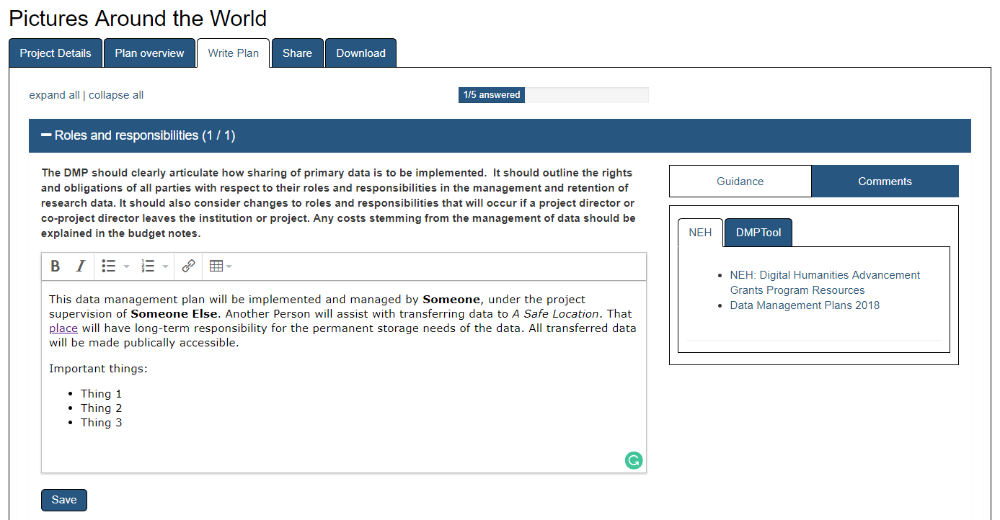 Pictures Around the World
Project Details Plan overview Write Plan Share Download
expand all | collapse all
1/5 answered
Roles and responsibilities (1 / 1)
The DMP should clearly articulate how sharing of primary data is to be implemented. It should outline the rights
and obligations of all parties with respect to their roles and responsibilities in the management and retention of
research data. It should also consider changes to roles and responsibilities that will occur if a project director or
co-project director leaves the institution or project. Any costs stemming from the management of data should be
explained in the budget notes.
B I
This data management plan will be implemented and managed by Someone, under the project
supervision of Someone Else. Another Person will assist with transferring data to A Safe Location. That
place will have long-term responsibility for the permanent storage needs of the data. All transferred data
will be made publically accessible.
Important things:
• Thing 1
• Thing 2
• Thing 3
Save
Guidance Comments
NEH DMPTool
• NEH: Digital Humanities Advancement
Grants Program Resources
• Data Management Plans 2018